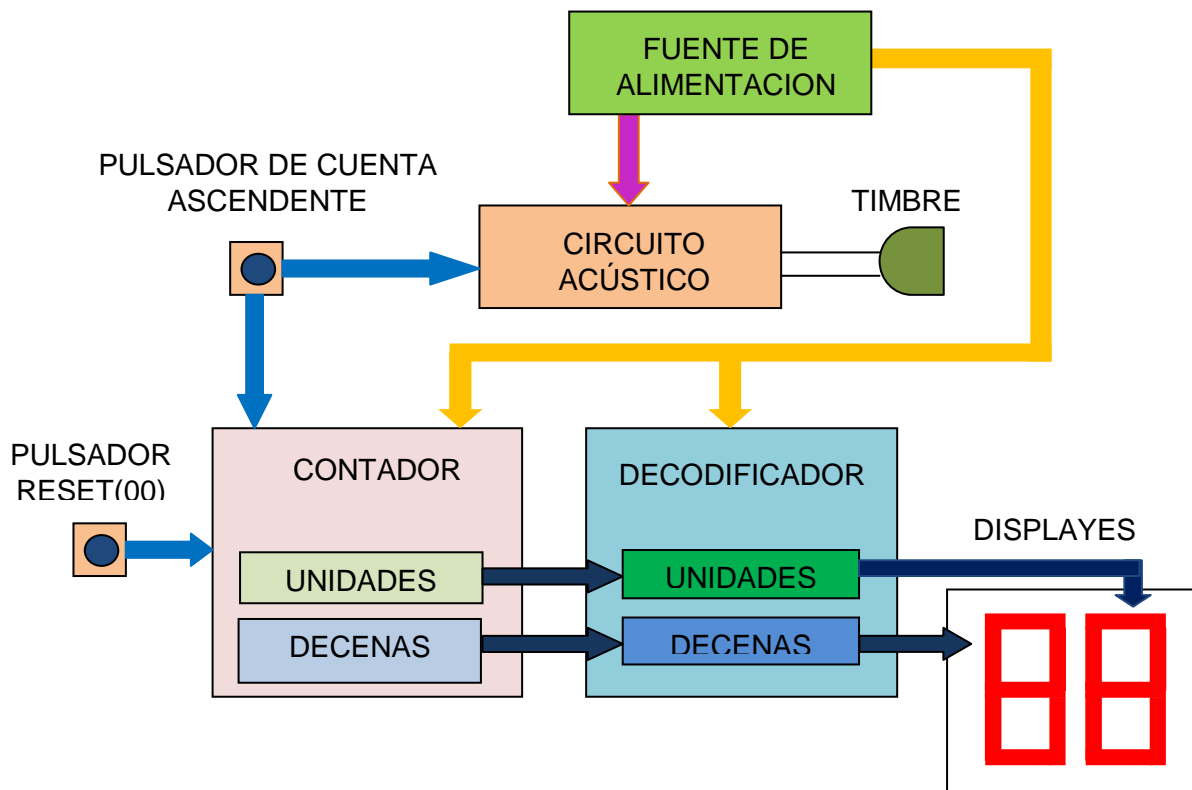 FUENTE DE
ALIMENTACION
PULSADOR DE CUENTA
ASCENDENTE
TIMBRE
CIRCUITO
ACÚSTICO
PULSADOR
RESET(00)
CONTADOR
DECODIFICADOR
DISPLAYES
UNIDADES
UNIDADES
DECENAS
DECENAS
88